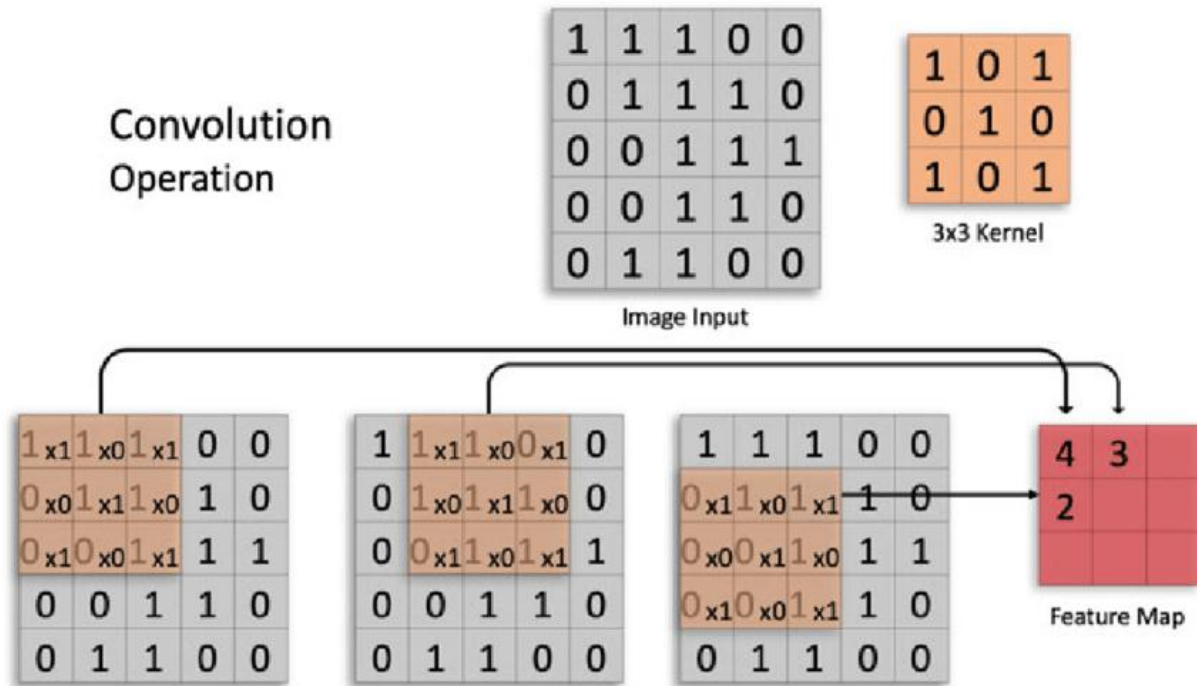 Convolution
Operation
1 1 1 0 0
0 1 1 1 0
0 0 1 1 1
0 0 1 1 0
0 1 1 0 0
Image Input
1 0 1
0 1 0
1 0 1
3x3 Kernel
1x1 1x0 1x1 0 0
0x0 1x1 1x0 1 0
0x1 0x0 1x1 1 1
0 0 1 1 0
0 1 1 0 0
1 1x1 1x0 0x1 0
0 1x0 1x1 1x0 0
0 0x1 1x0 1x1 1
0 0 1 1 0
0 1 1 0 0
1 1 1 0 0
0x1 1x0 1x1 1 0
0x0 0x1 1x0 1 1
0x1 0x0 1x1 1 0
0 1 1 0 0
4 3
2
Feature Map